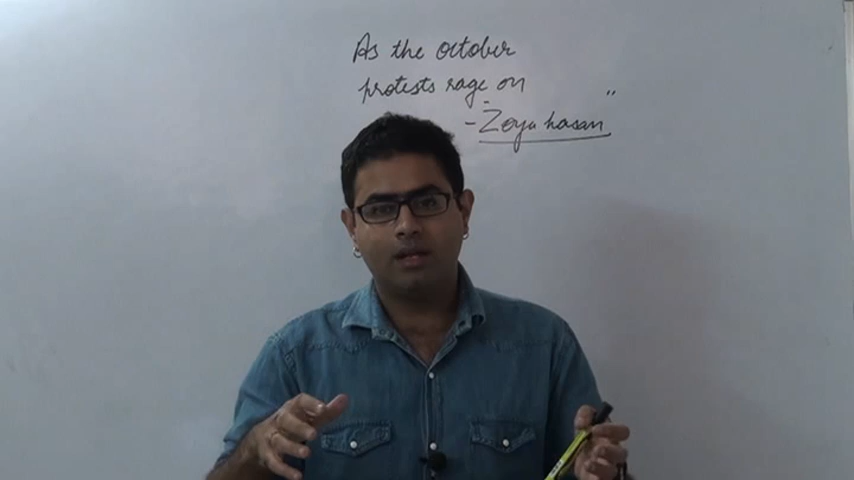 As the october
protests rage on "
- Zoya hasan